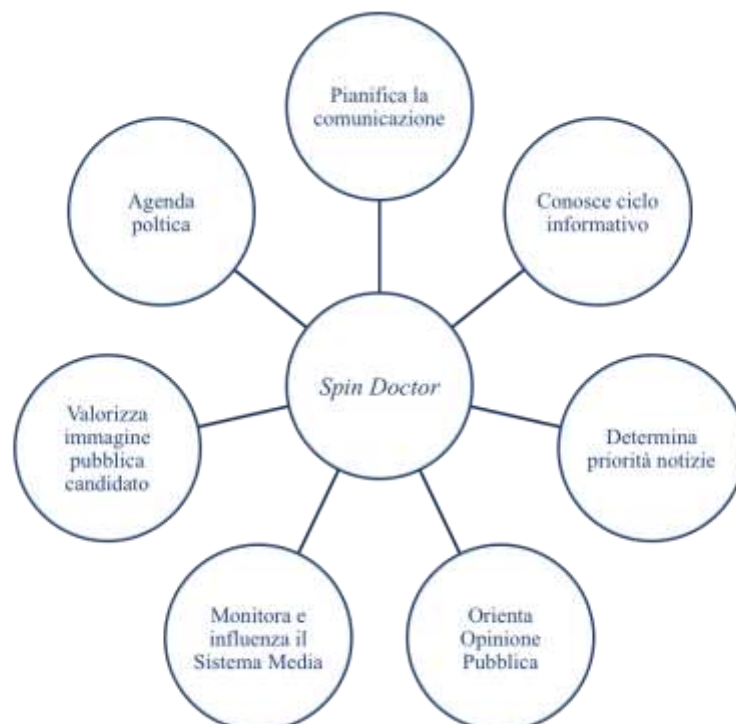 Pianifica la
comunicazione
Conosce ciclo
informativo
Determina
priorità notizie
Orienta
Opinione
Pubblica
Monitora e
influenza il
Sistema Media
Valorizza
immagine
pubblica
candidato
Agenda
poltica
Spin Doctor